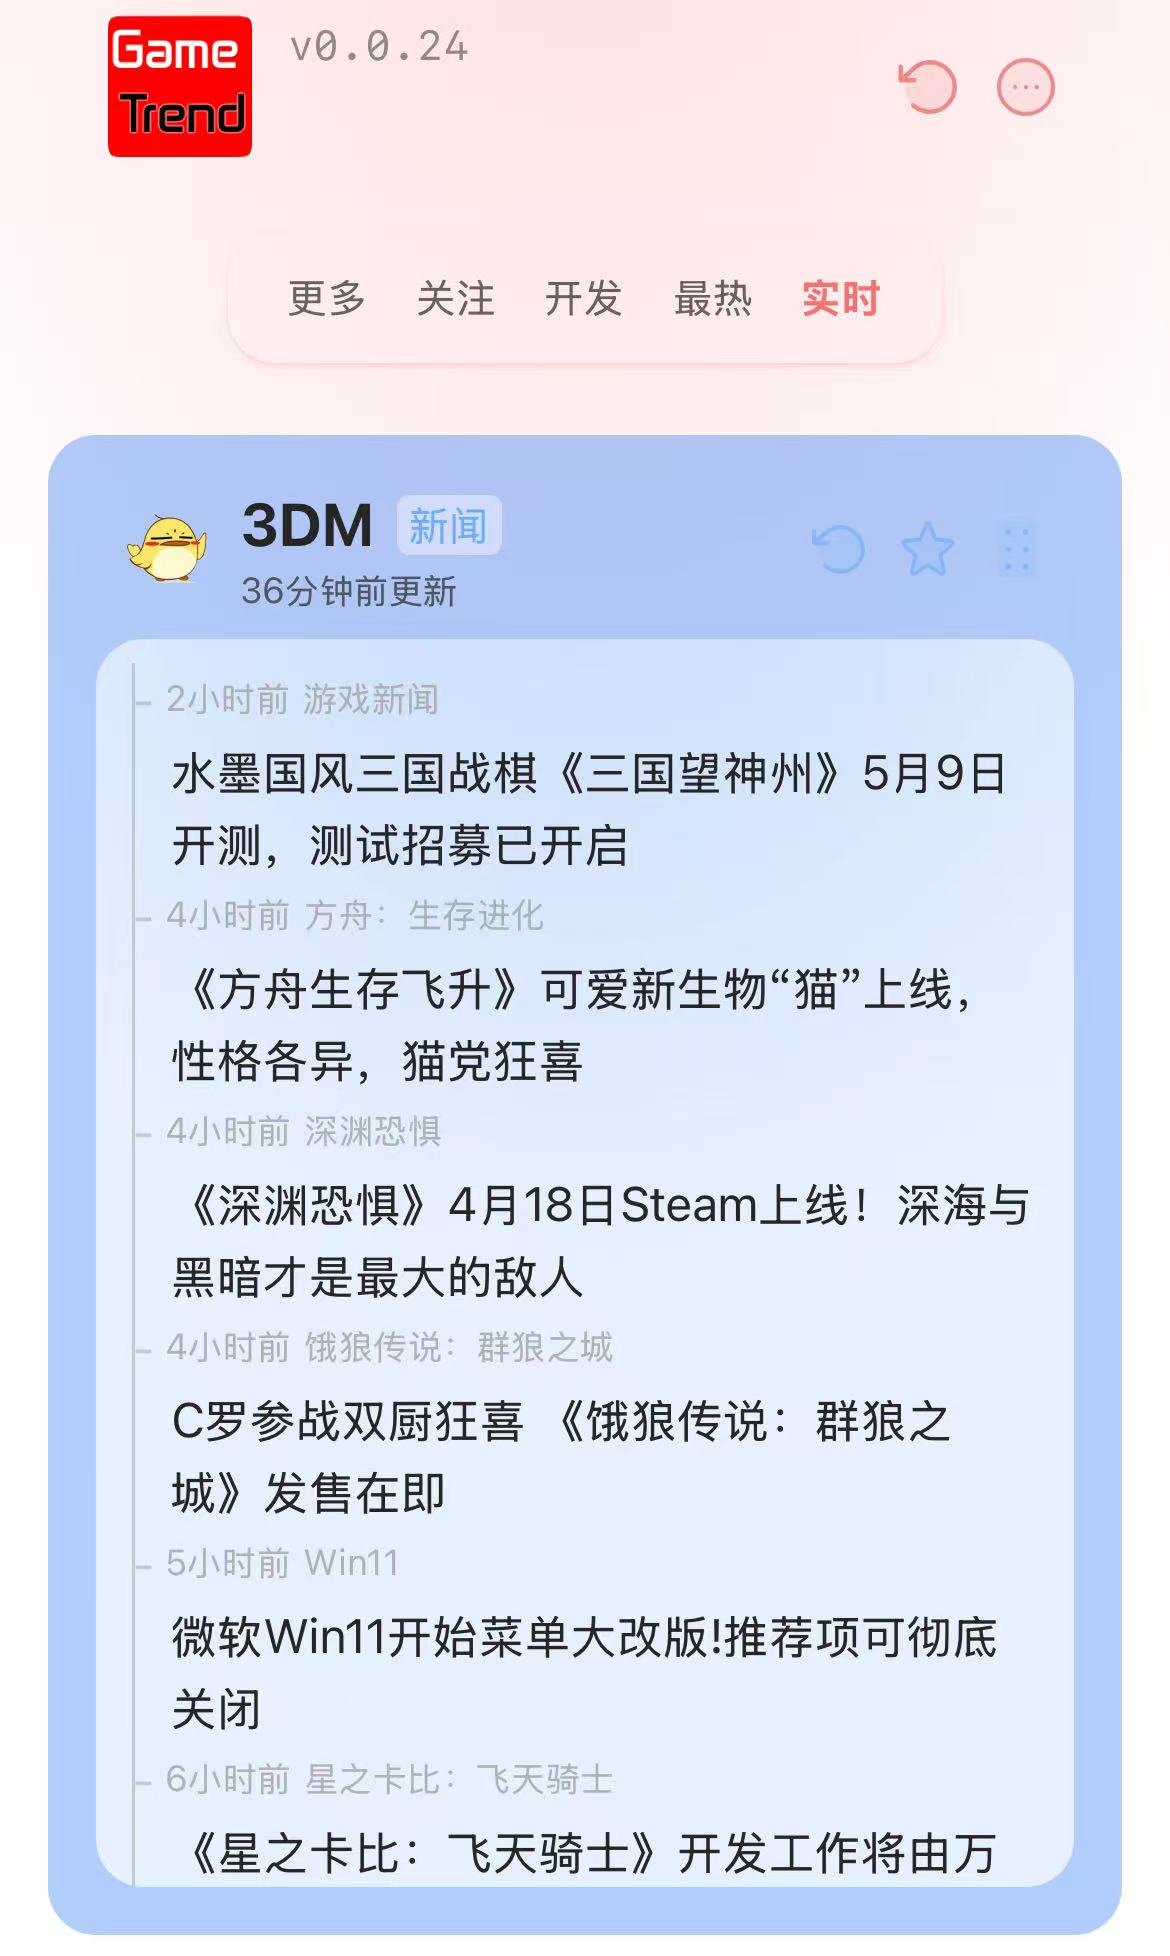 Game
Trend
v0.0.24
更多 关注 开发 最热 实时
3DM 新闻
36分钟前更新
2小时前 游戏新闻
水墨国风三国战棋《三国望神州》5月9日
开测，测试招募已开启
4小时前 方舟：生存进化
《方舟生存飞升》可爱新生物“猫”上线，
性格各异，猫党狂喜
4小时前 深渊恐惧
《深渊恐惧》4月18日Steam上线！深海与
黑暗才是最大的敌人
4小时前 饿狼传说：群狼之城
C罗参战双厨狂喜 《饿狼传说：群狼之
城》发售在即
5小时前 Win11
微软Win11开始菜单大改版!推荐项可彻底
关闭
6小时前 星之卡比：飞天骑士
《星之卡比：飞天骑士》开发工作将由万